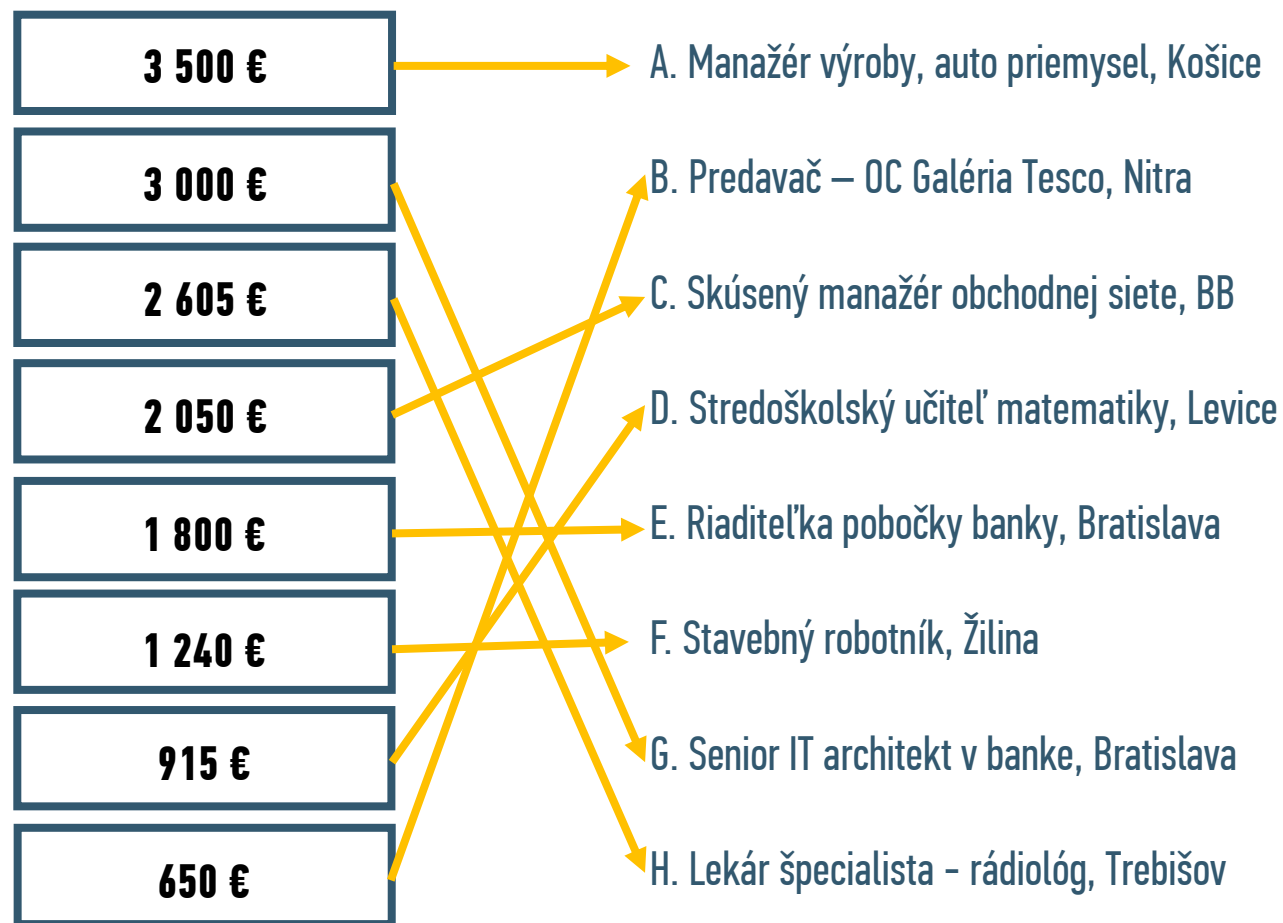 3 500 €
A. Manažér výroby, auto priemysel, Košice
3 000 €
B. Predavač – OC Galéria Tesco, Nitra
2 605 €
C. Skúsený manažér obchodnej siete, BB
2 050 €
D. Stredoškolský učiteľ matematiky, Levice
1 800 €
E. Riaditeľka pobočky banky, Bratislava
1 240 €
F. Stavebný robotník, Žilina
915 €
G. Senior IT architekt v banke, Bratislava
650 €
H. Lekár špecialista - rádiológ, Trebišov